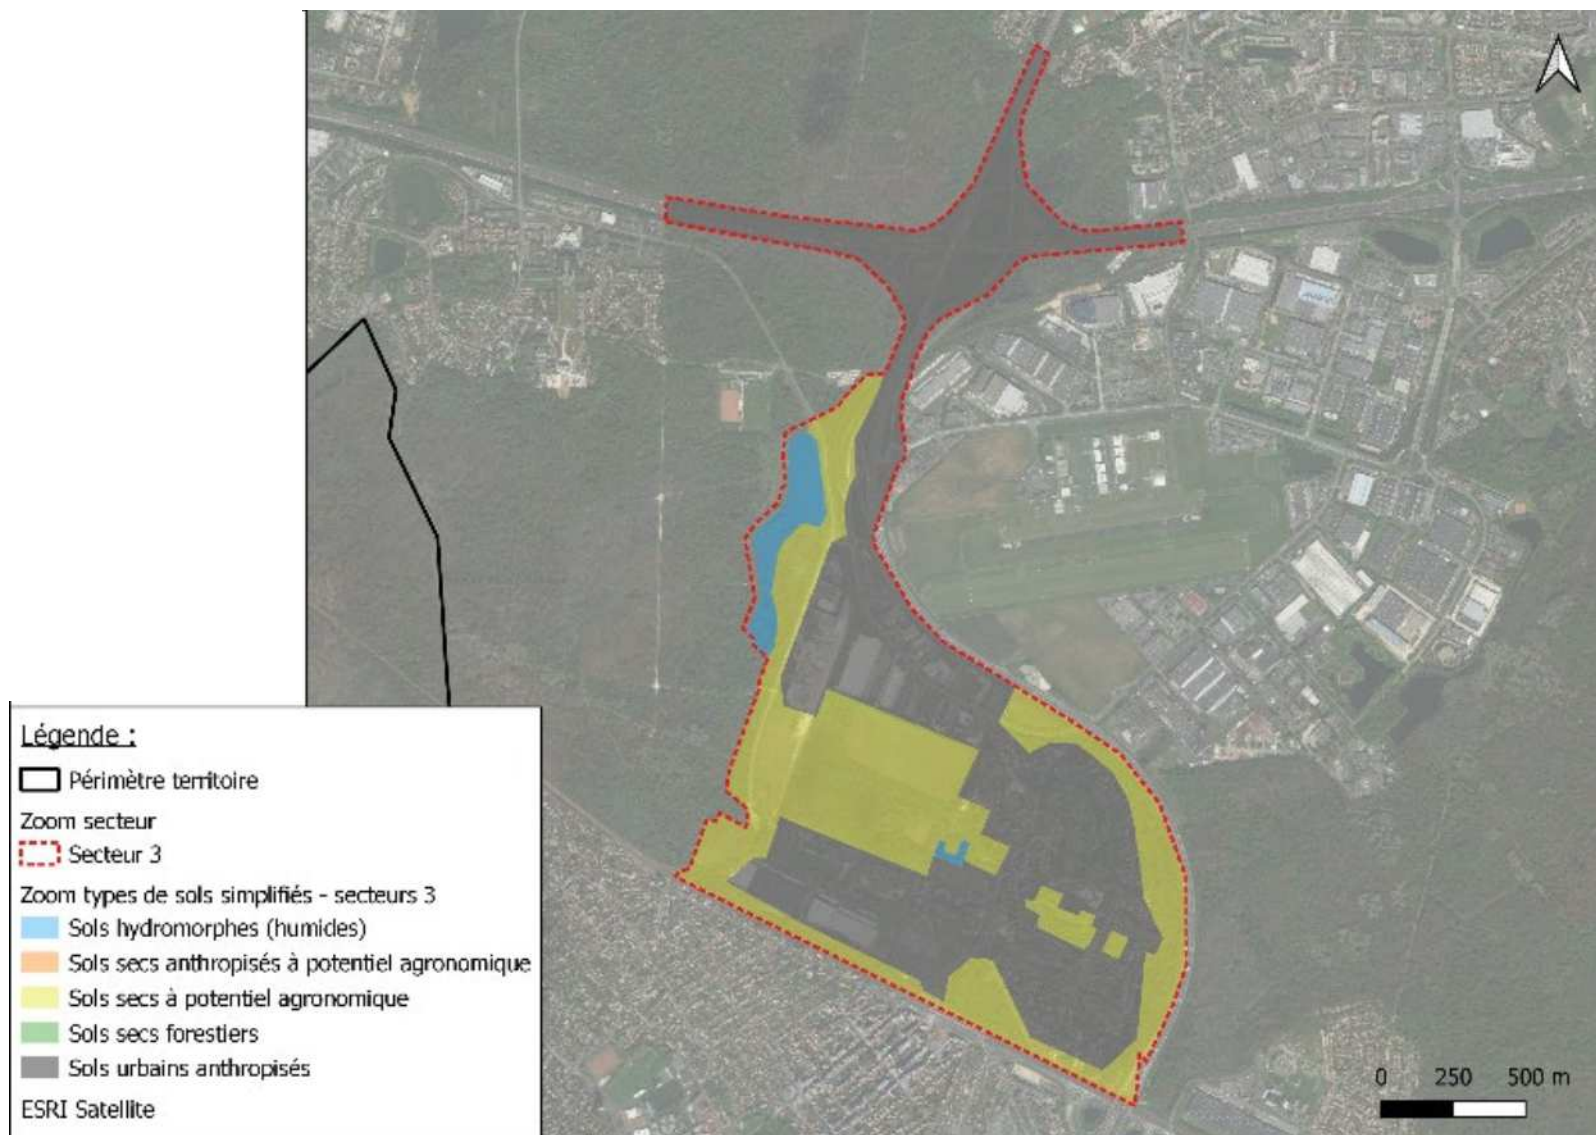 Légende :
Périmètre territoire
Zoom secteur
Secteur 3
Zoom types de sols simplifiés - secteurs 3
Sols hydromorphes (humides)
Sols secs anthropisés à potentiel agronomique
Sols secs à potentiel agronomique
Sols secs forestiers
Sols urbains anthropisés
ESRI Satellite
0 250 500 m